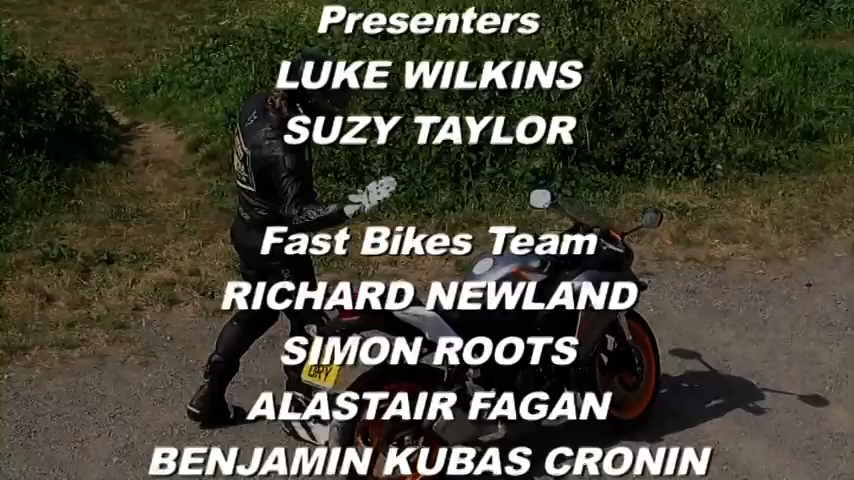 Presenters
LUKE WILKINS
SUZY TAYLOR
Fast Bikes Team
RICHARD NEWLAND
SIMON ROOTS
ALASTAIR FAGAN
BENJAMIN KUBAS CRONIN